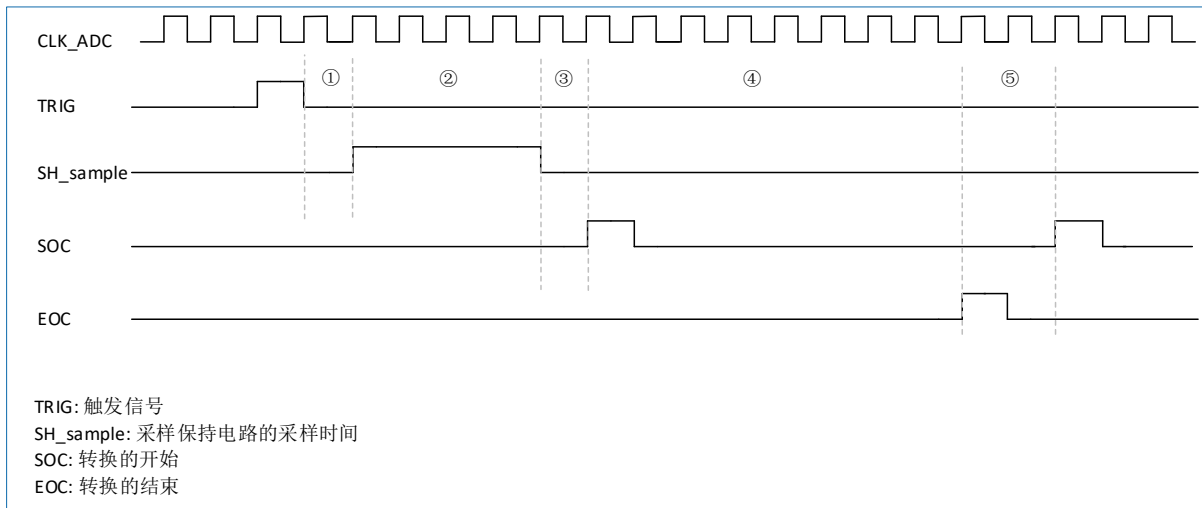 CLK_ADC
① ② ③ ④ ⑤
TRIG
SH_sample
SOC
EOC
TRIG: 触发信号
SH_sample: 采样保持电路的采样时间
SOC: 转换的开始
EOC: 转换的结束